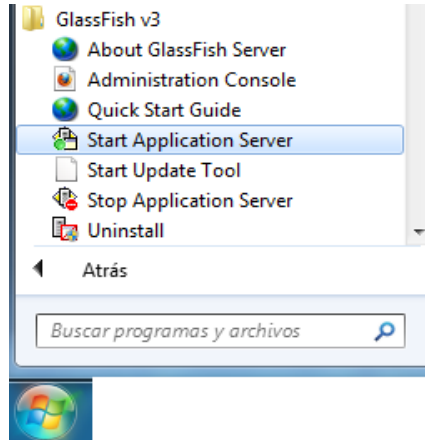 GlassFish v3
About GlassFish Server
Administration Console
Quick Start Guide
Start Application Server
Start Update Tool
Stop Application Server
Uninstall
Atrás
Buscar programas y archivos